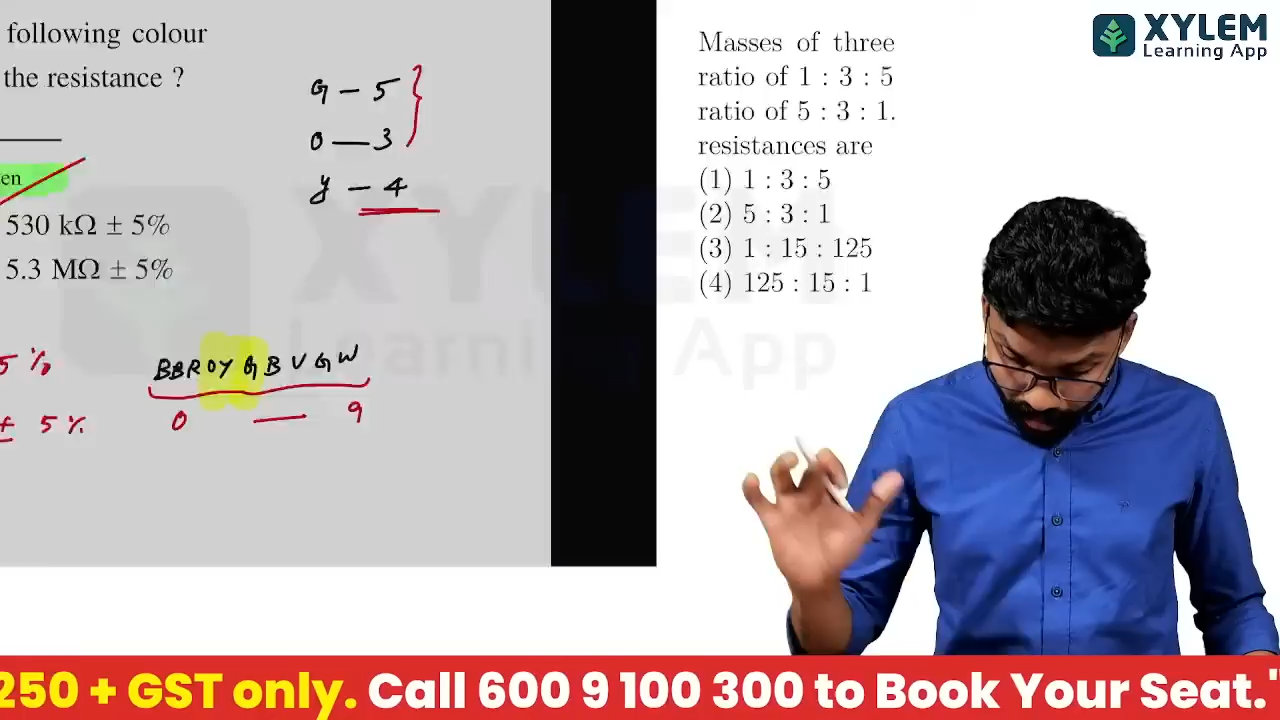 following colour
the resistance ?
en
530 kΩ ± 5%
5.3 MΩ ± 5%
5 %
± 5 %
G – 5
O — 3
Y – 4
BBROYGBVGW
0 — 9
Masses of three
ratio of 1 : 3 : 5
ratio of 5 : 3 : 1.
resistances are
(1) 1 : 3 : 5
(2) 5 : 3 : 1
(3) 1 : 15 : 125
(4) 125 : 15 : 1
XYLEM
Learning App
XYLEM
Learning App
250 + GST only. Call 600 9 100 300 to Book Your Seat.'